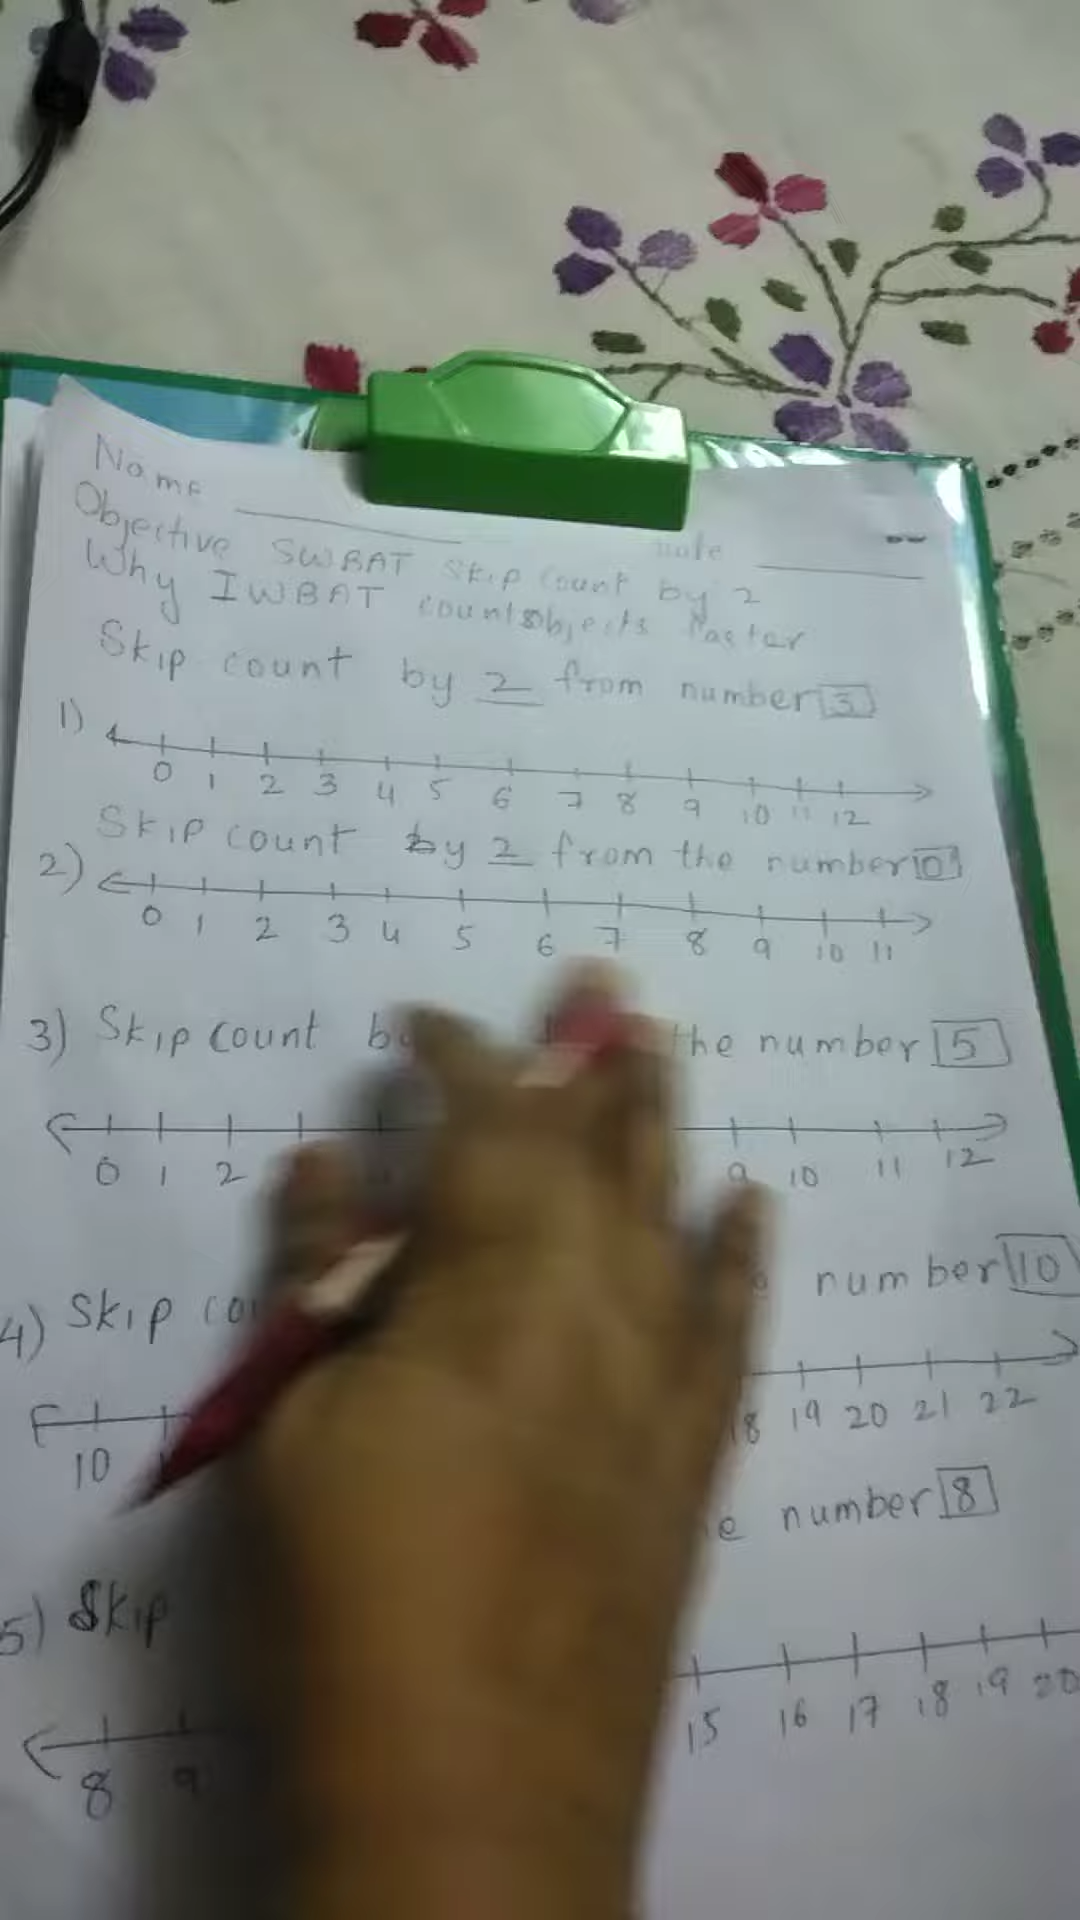 Name
Date
Objective SWBAT Skip count by 2
Why IWBAT count objects faster
Skip count by 2 from number 3
1)
0 1 2 3 4 5 6 7 8 9 10 11 12
Skip count by 2 from the number 0
2)
0 1 2 3 4 5 6 7 8 9 10 11
3) Skip count the number 5
0 1 2 9 10 11 12
4) Skip number 10
10 18 19 20 21 22
number 8
5) Skip
8 9 15 16 17 18 19 20